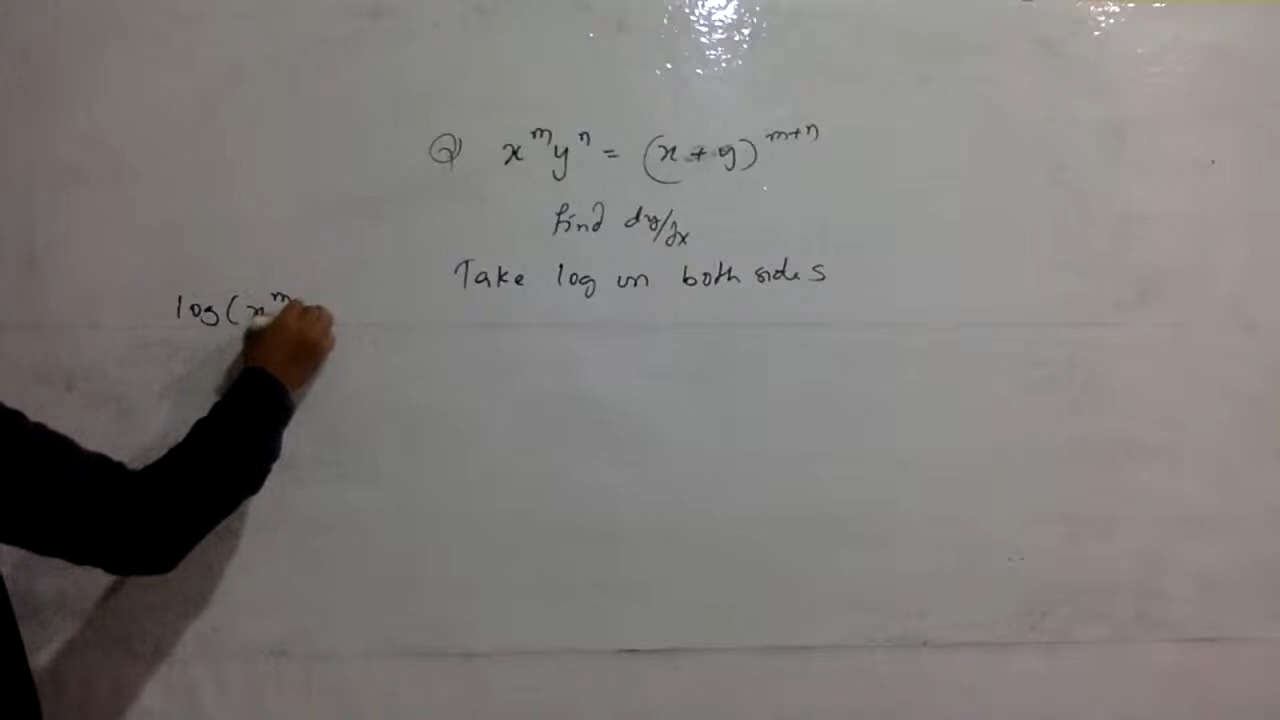 Q x^m y^n = (x + y)^{m+n}
find dy/dx
Take log on both sides
log(x^m